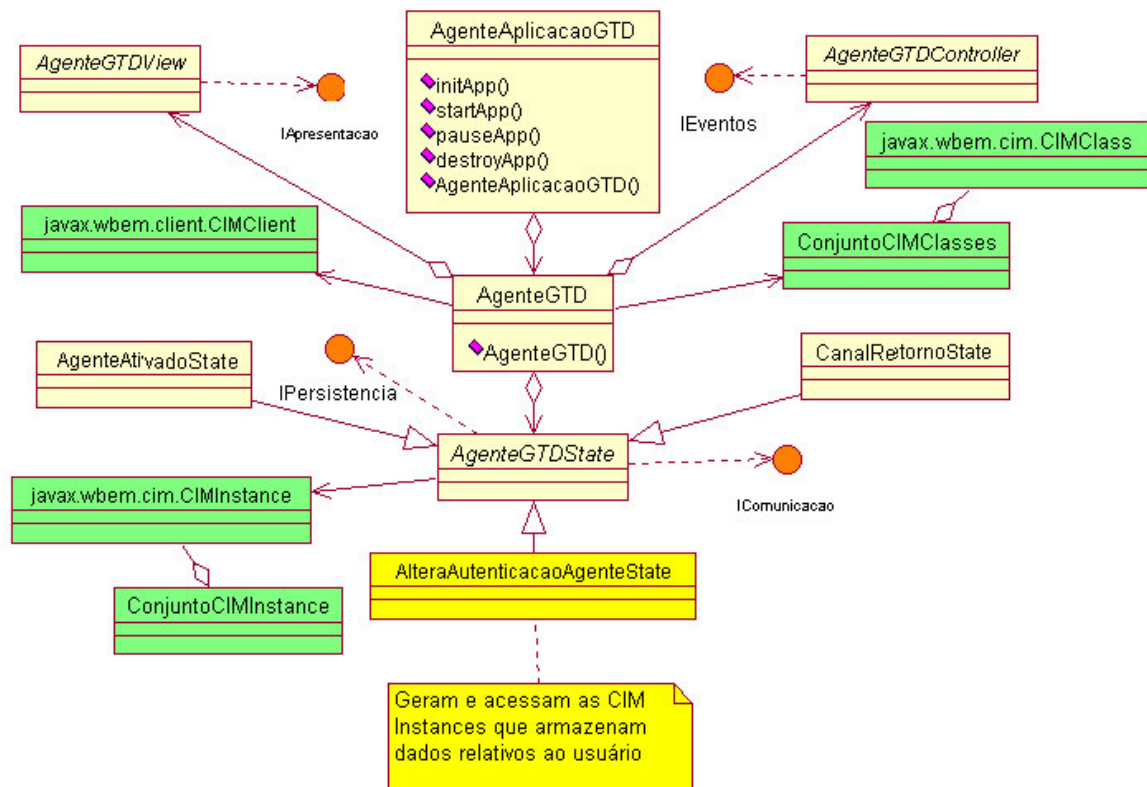 AgenteAplicacaoGTD
AgenteGTDView
AgenteGTDController
initApp()
startApp()
pauseApp()
destroyApp()
AgenteAplicacaoGTD()
IApresentacao
IEventos
javax.wbem.cim.CIMClass
javax.wbem.client.CIMClient
ConjuntoCIMClasses
AgenteGTD
AgenteGTD()
AgenteAtivadoState
CanalRetornoState
IPersistencia
AgenteGTDState
javax.wbem.cim.CIMInstance
IComunicacao
AlteraAutenticacaoAgenteState
ConjuntoCIMInstance
Geram e acessam as CIM
Instances que armazenam
dados relativos ao usuário